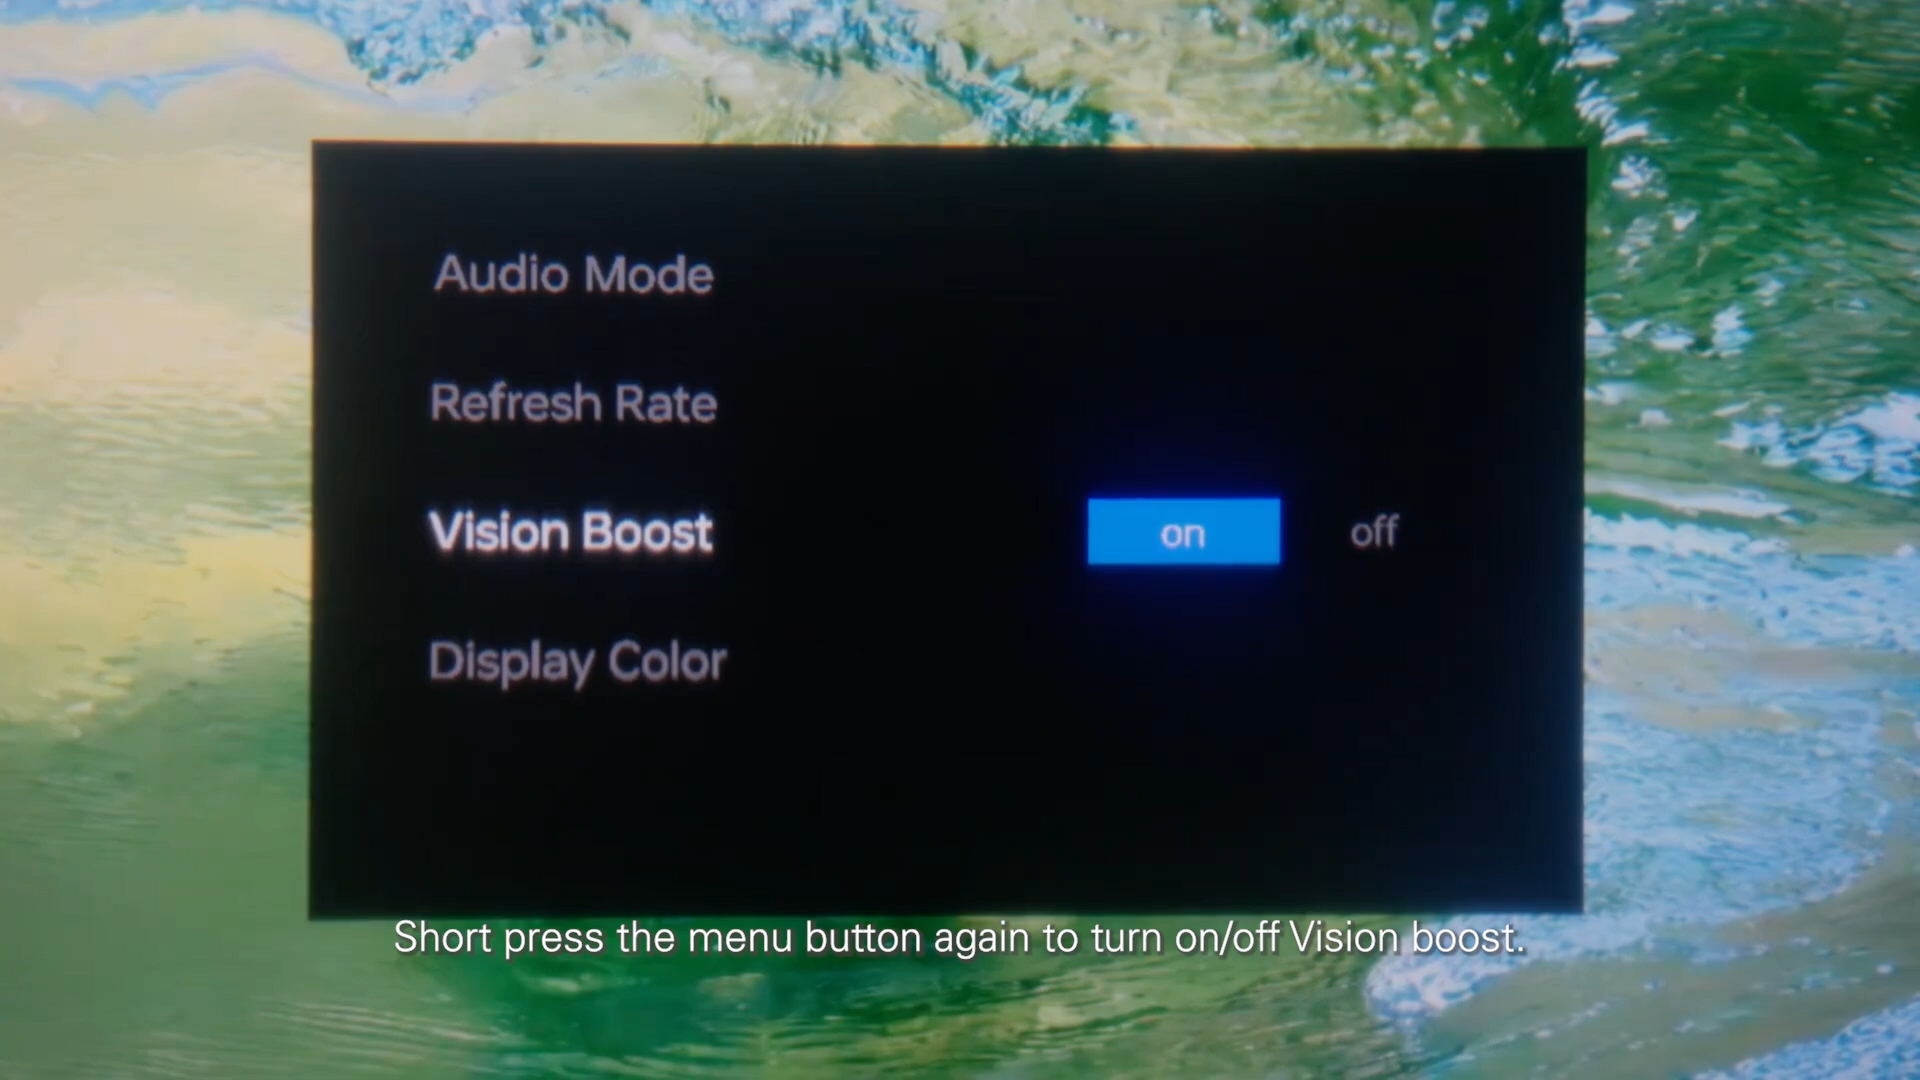 Audio Mode
Refresh Rate
Vision Boost
on
off
Display Color
Short press the menu button again to turn on/off Vision boost.